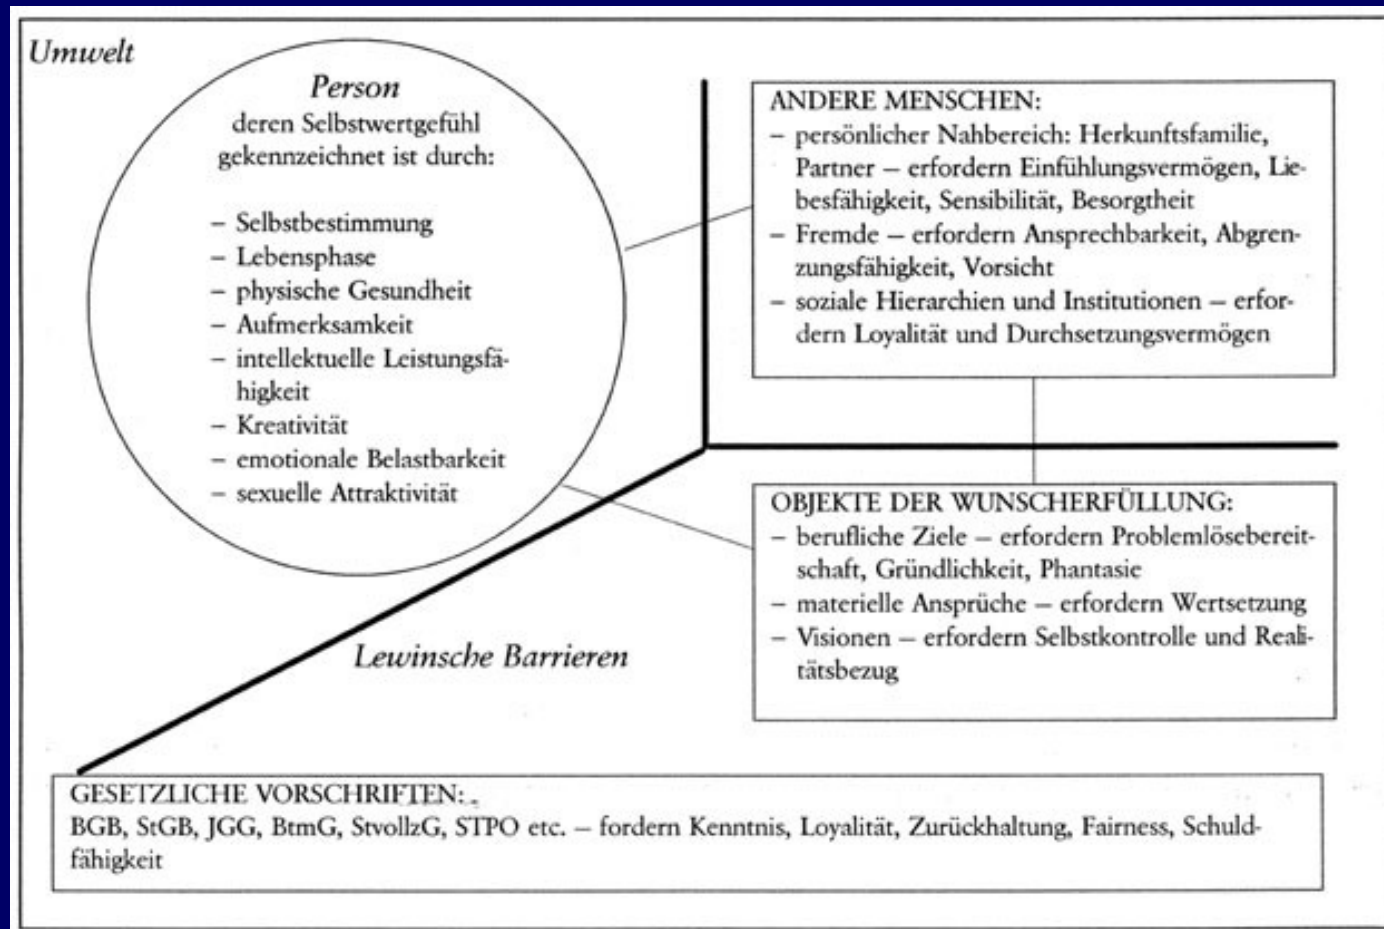 Umwelt
Person
deren Selbstwertgefühl
gekennzeichnet ist durch:
– Selbstbestimmung
– Lebensphase
– physische Gesundheit
– Aufmerksamkeit
– intellektuelle Leistungsfä-
higkeit
– Kreativität
– emotionale Belastbarkeit
– sexuelle Attraktivität
ANDERE MENSCHEN:
– persönlicher Nahbereich: Herkunftsfamilie,
Partner – erfordern Einfühlungsvermögen, Lie-
besfähigkeit, Sensibilität, Besorgtheit
– Fremde – erfordern Ansprechbarkeit, Abgren-
zungsfähigkeit, Vorsicht
– soziale Hierarchien und Institutionen – erfor-
dern Loyalität und Durchsetzungsvermögen
OBJEKTE DER WUNSCHERFÜLLUNG:
– berufliche Ziele – erfordern Problemlösebereit-
schaft, Gründlichkeit, Phantasie
– materielle Ansprüche – erfordern Wertsetzung
– Visionen – erfordern Selbstkontrolle und Reali-
tätsbezug
Lewinsche Barrieren
GESETZLICHE VORSCHRIFTEN:
BGB, StGB, JGG, BtmG, StvollzG, STPO etc. – fordern Kenntnis, Loyalität, Zurückhaltung, Fairness, Schuld-
fähigkeit